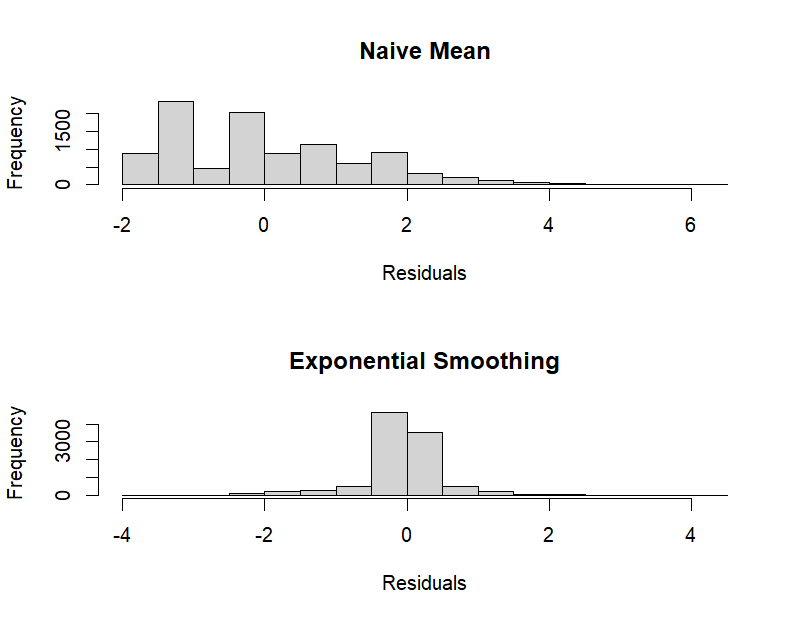 Naive Mean
Frequency
1500
0
-2 0 2 4 6
Residuals
Exponential Smoothing
Frequency
3000
0
-4 -2 0 2 4
Residuals